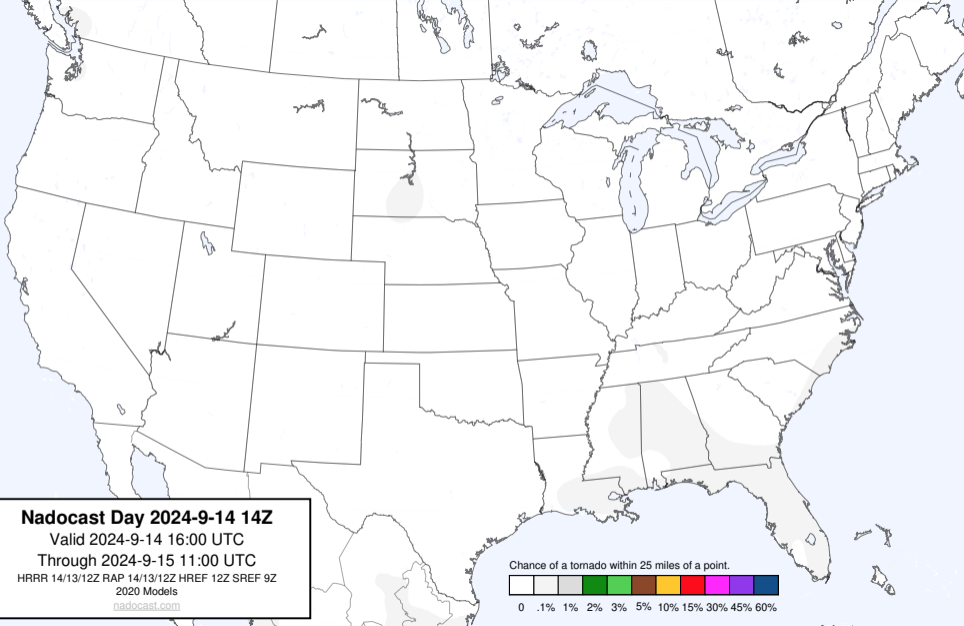 Nadocast Day 2024-9-14 14Z
Valid 2024-9-14 16:00 UTC
Through 2024-9-15 11:00 UTC
HRRR 14/13/12Z RAP 14/13/12Z HREF 12Z SREF 9Z
2020 Models
nadocast.com
Chance of a tornado within 25 miles of a point.
0 .1% 1% 2% 3% 5% 10% 15% 30% 45% 60%